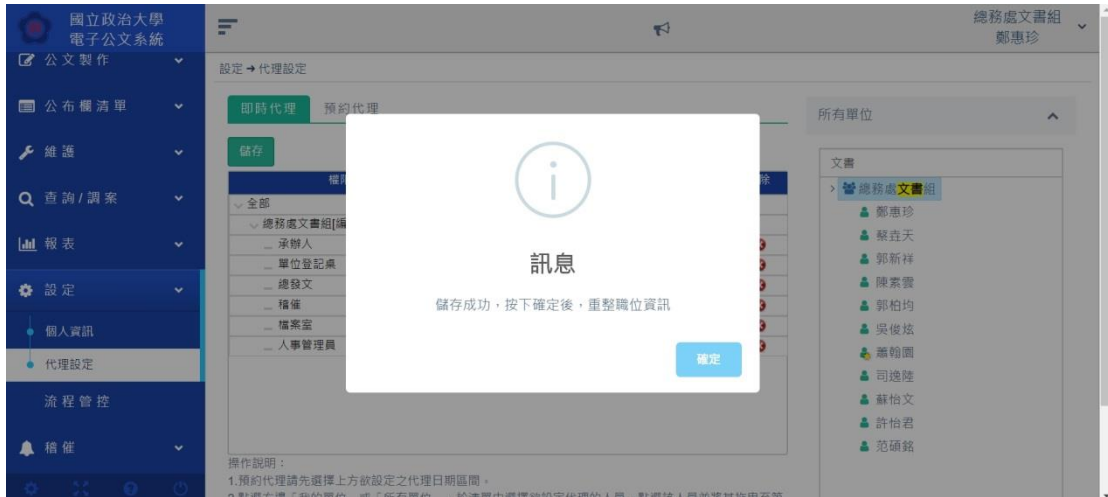 國立政治大學
電子公文系統
總務處文書組
鄭惠珍
公文製作
公布欄清單
維護
查詢/調案
報表
設定
個人資訊
代理設定
流程管控
稽催
設定➔代理設定
即時代理 預約代理
儲存
權限
除
全部
總務處文書組[編
承辦人
單位登記桌
總發文
稽催
檔案室
人事管理員
訊息
儲存成功，按下確定後，重整職位資訊
確定
操作說明：
1.預約代理請先選擇上方欲設定之代理日期區間。
所有單位
文書
總務處文書組
鄭惠珍
蔡垚天
郭新祥
陳素雲
郭柏均
吳俊炫
蕭翰園
司逸陸
蘇怡文
許怡君
范碩銘